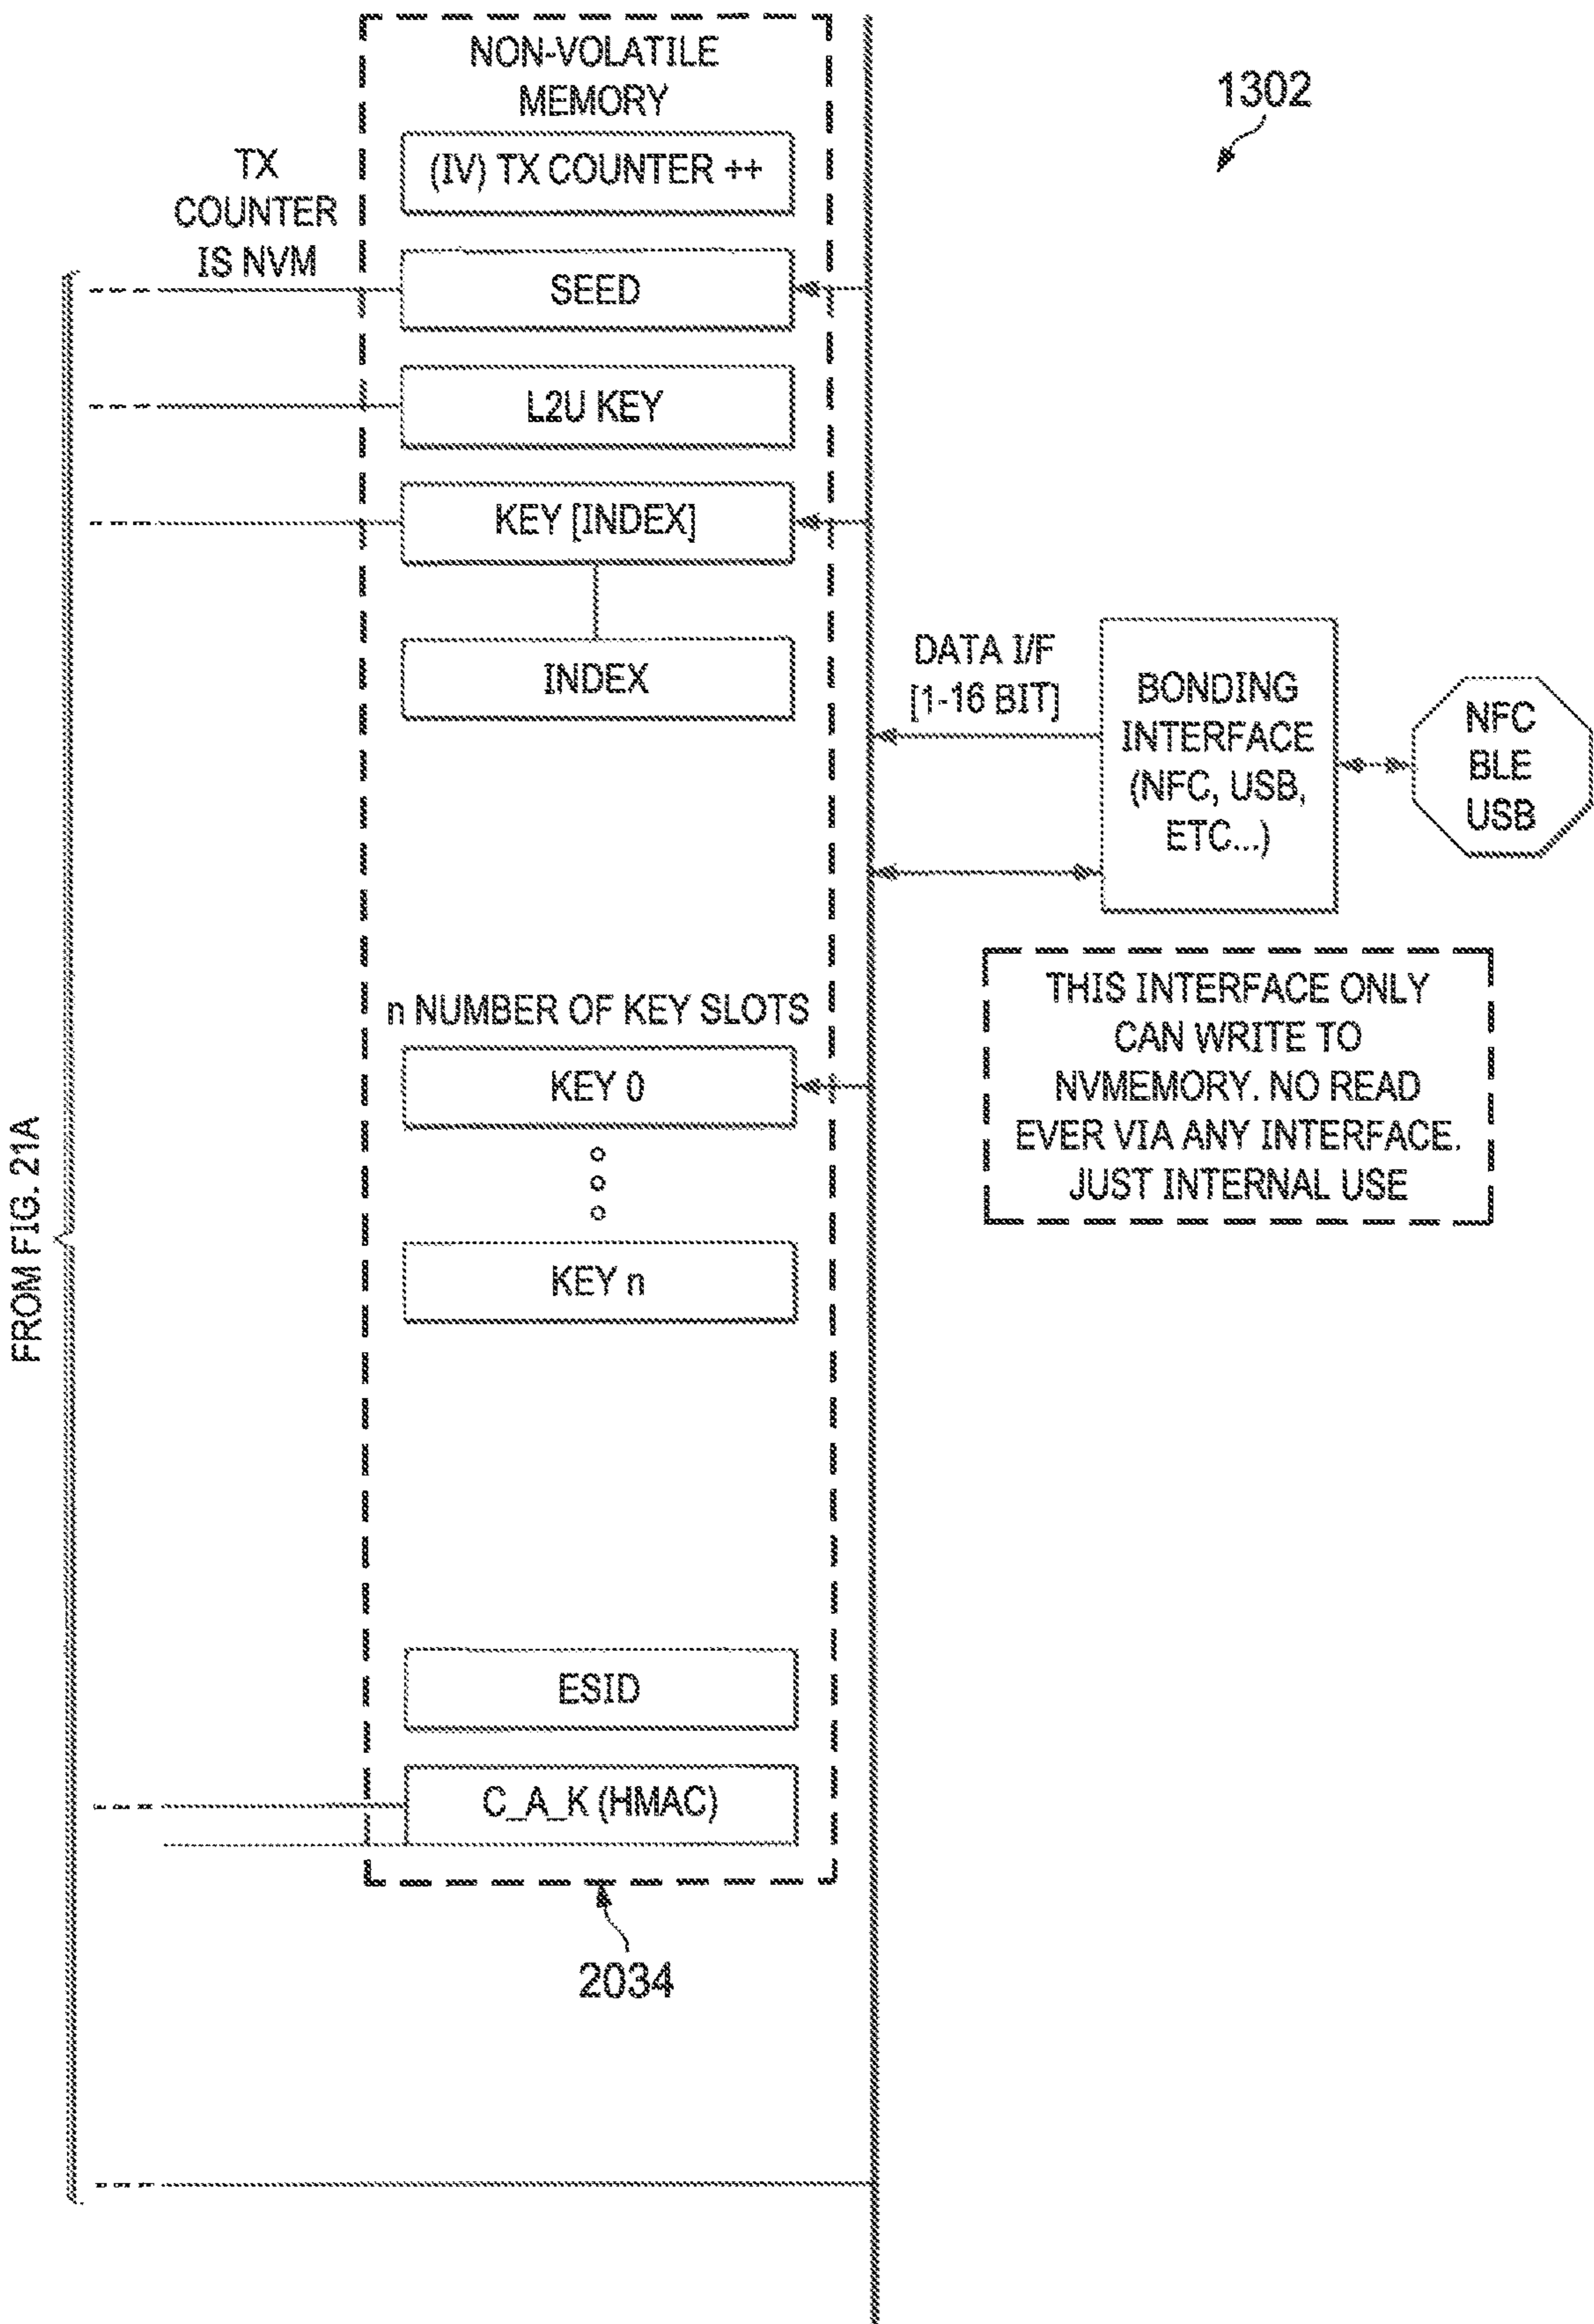 NON-VOLATILE
MEMORY
1302
(IV) TX COUNTER ++
TX
COUNTER
IS NVM
SEED
L2U KEY
KEY [INDEX]
INDEX
DATA I/F
[1-16 BIT]
BONDING
INTERFACE
(NFC, USB,
ETC...)
NFC
BLE
USB
n NUMBER OF KEY SLOTS
KEY 0
KEY n
THIS INTERFACE ONLY
CAN WRITE TO
NVMEMORY. NO READ
EVER VIA ANY INTERFACE.
JUST INTERNAL USE
FROM FIG. 21A
ESID
C_A_K (HMAC)
2034